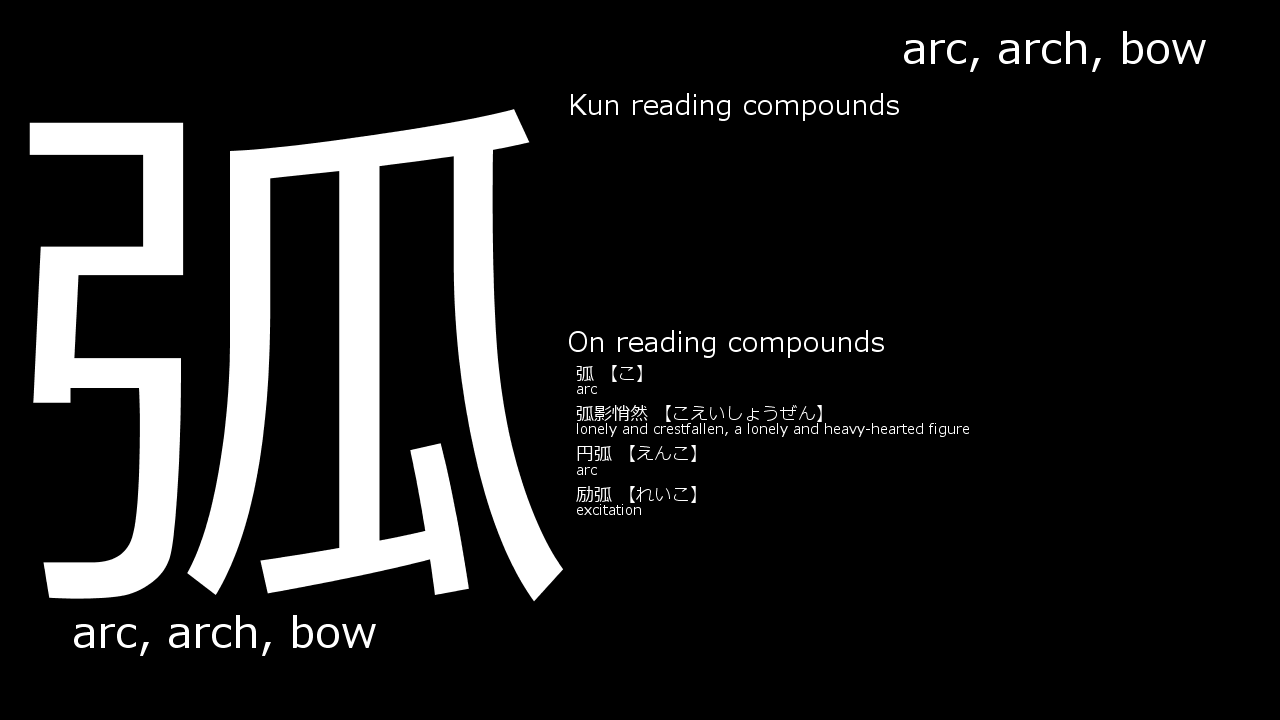 arc, arch, bow
弧
Kun reading compounds
On reading compounds
弧 【こ】
arc
弧影悄然 【こえいしょうぜん】
lonely and crestfallen, a lonely and heavy-hearted figure
円弧 【えんこ】
arc
励弧 【れいこ】
excitation
arc, arch, bow